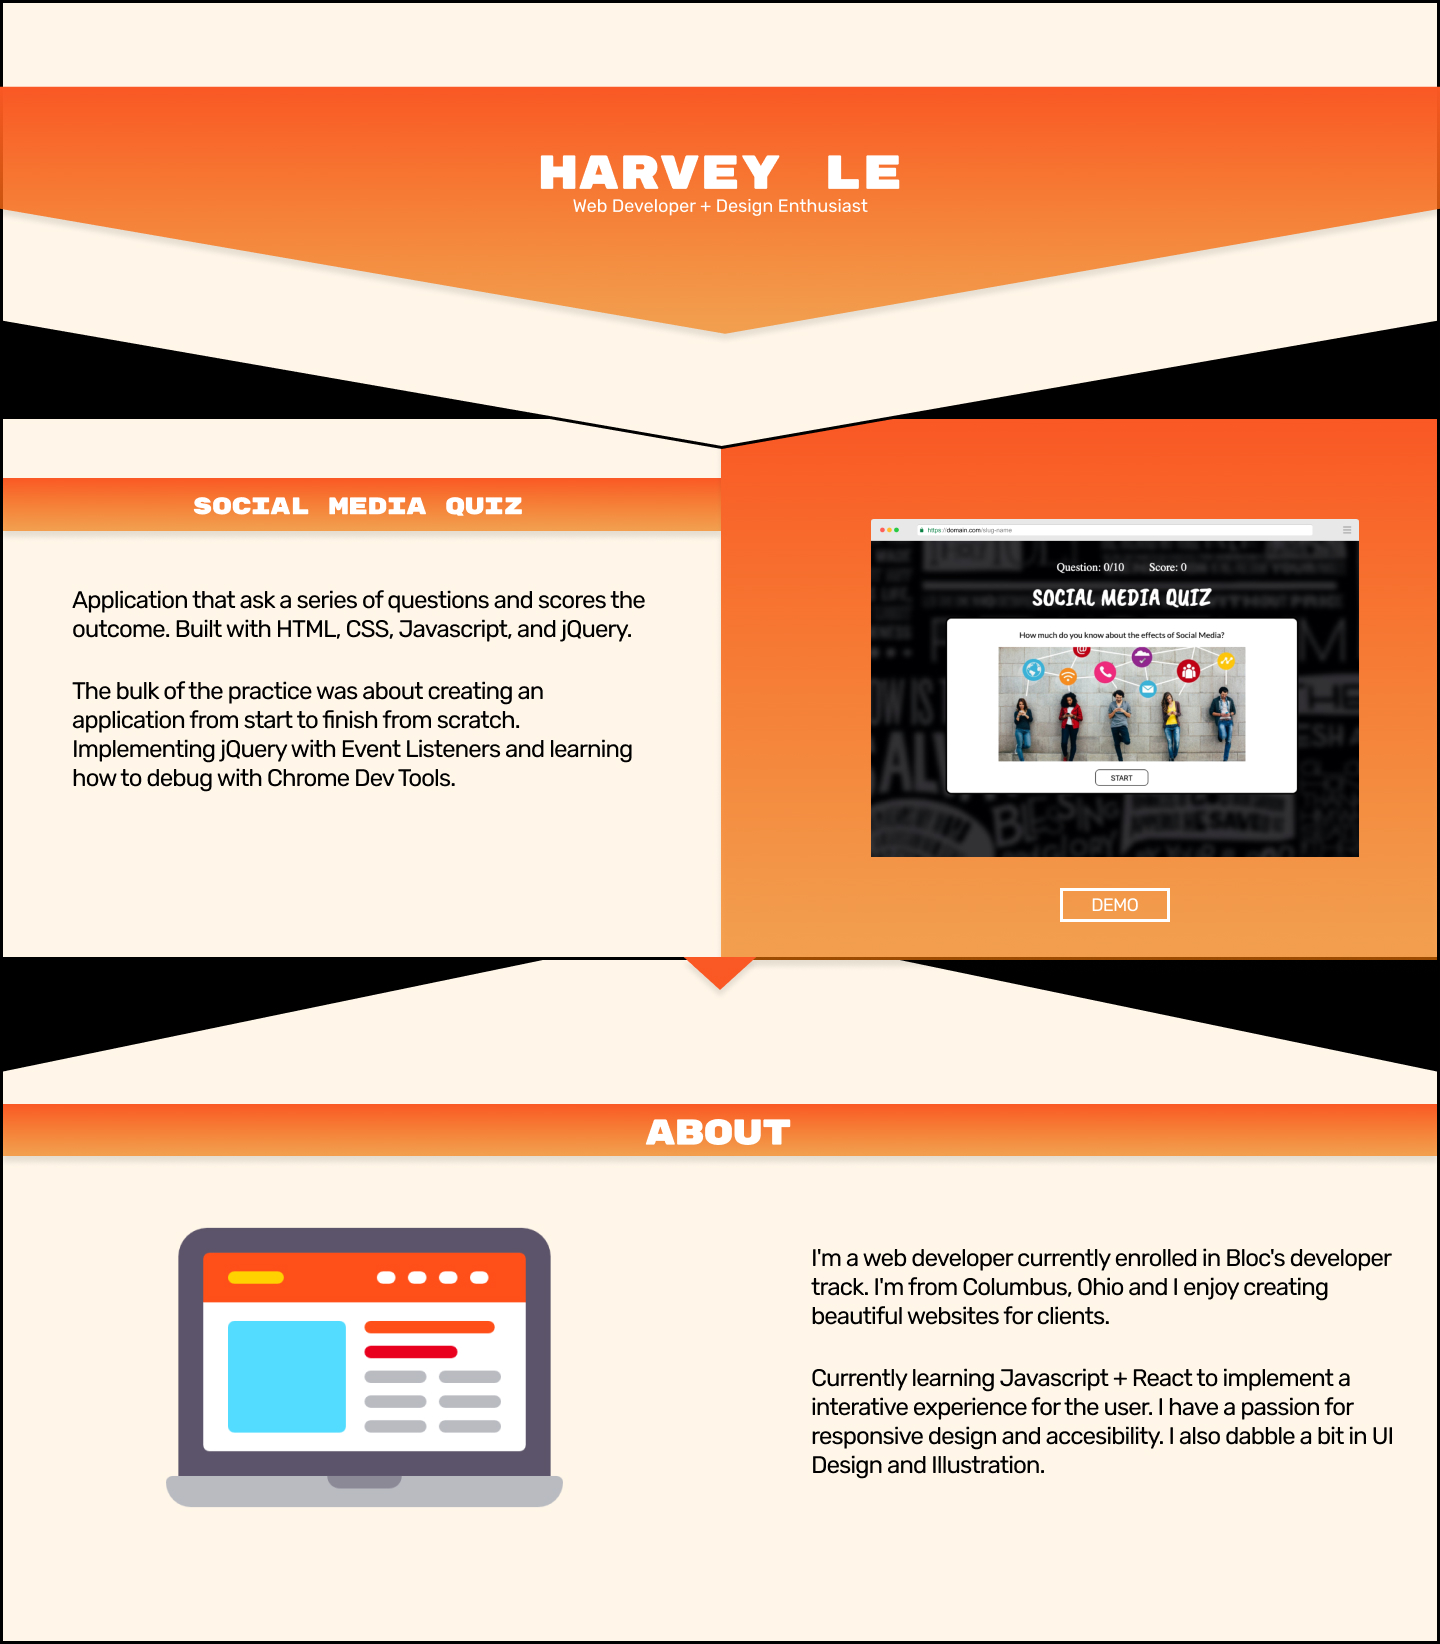 HARVEY LE
Web Developer + Design Enthusiast
SOCIAL MEDIA QUIZ
Application that ask a series of questions and scores the
outcome. Built with HTML, CSS, Javascript, and jQuery.
The bulk of the practice was about creating an
application from start to finish from scratch.
Implementing jQuery with Event Listeners and learning
how to debug with Chrome Dev Tools.
https://domain.com/slug-name
Question: 0/10 Score: 0
SOCIAL MEDIA QUIZ
How much do you know about the effects of Social Media?
START
DEMO
ABOUT
I'm a web developer currently enrolled in Bloc's developer
track. I'm from Columbus, Ohio and I enjoy creating
beautiful websites for clients.
Currently learning Javascript + React to implement a
interative experience for the user. I have a passion for
responsive design and accesibility. I also dabble a bit in UI
Design and Illustration.